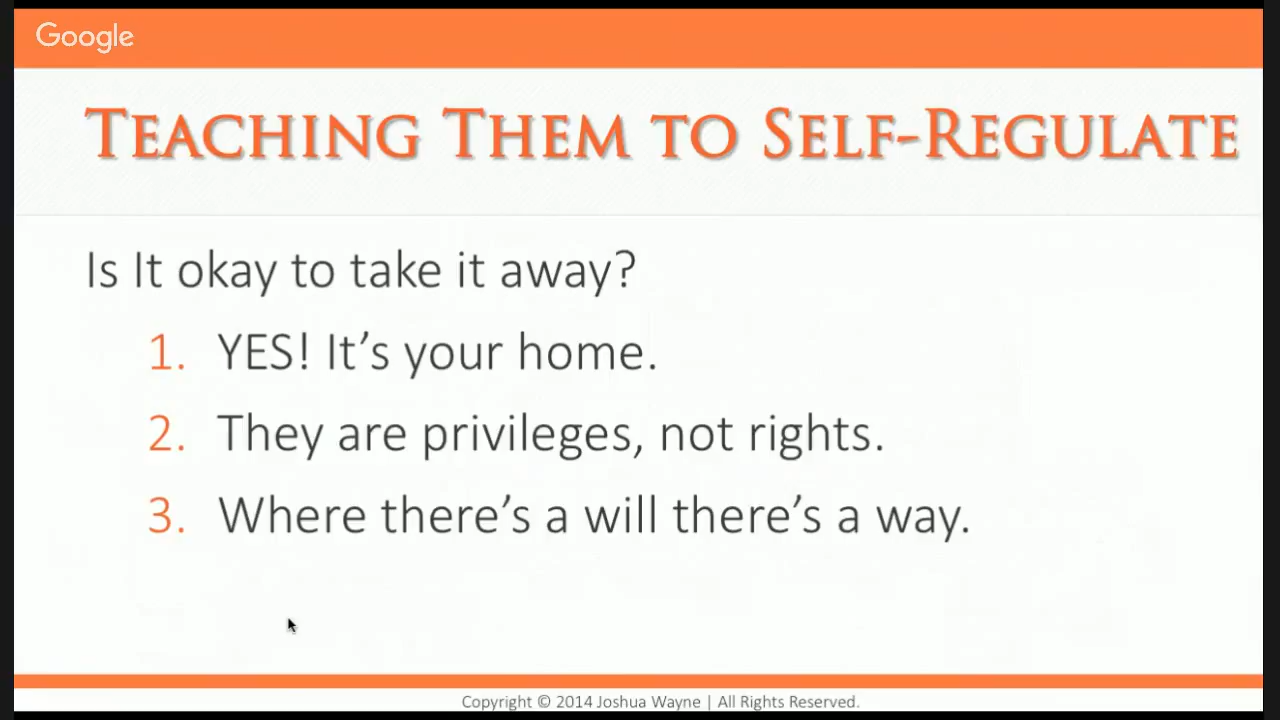 Google
Teaching Them to Self-Regulate
Is It okay to take it away?
1. YES! It’s your home.
2. They are privileges, not rights.
3. Where there’s a will there’s a way.
Copyright © 2014 Joshua Wayne | All Rights Reserved.